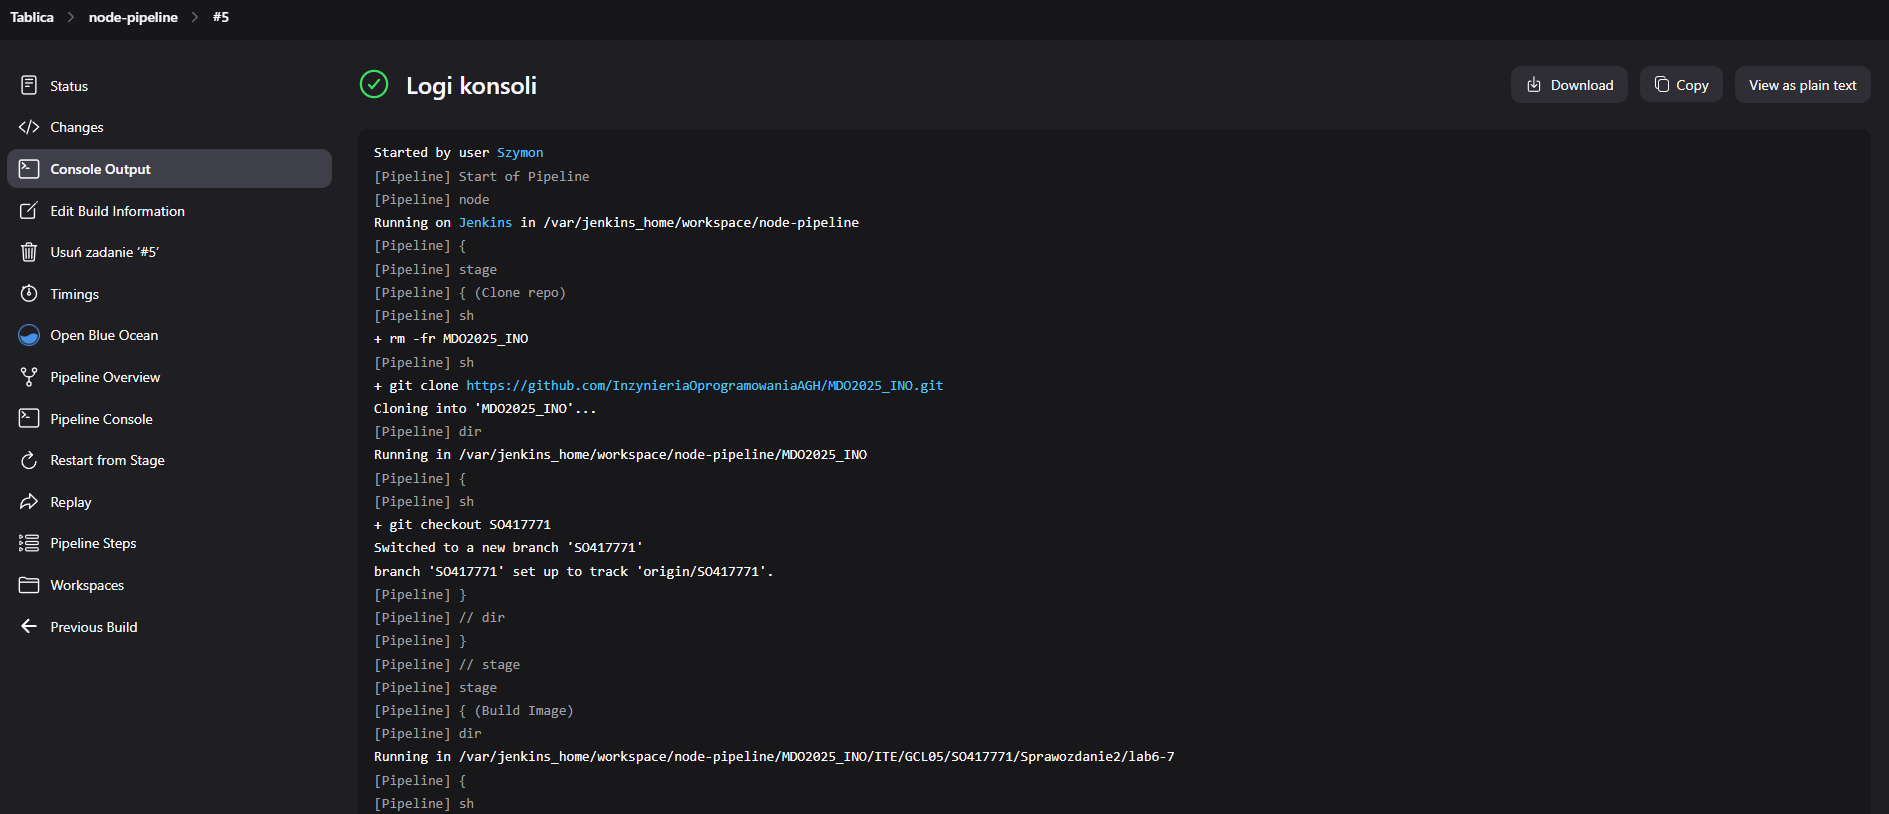 Tablica > node-pipeline > #5
Status
Changes
Console Output
Edit Build Information
Usuń zadanie ‘#5’
Timings
Open Blue Ocean
Pipeline Overview
Pipeline Console
Restart from Stage
Replay
Pipeline Steps
Workspaces
Previous Build
Logi konsoli
Download
Copy
View as plain text
Started by user Szymon
[Pipeline] Start of Pipeline
[Pipeline] node
Running on Jenkins in /var/jenkins_home/workspace/node-pipeline
[Pipeline] {
[Pipeline] stage
[Pipeline] { (Clone repo)
[Pipeline] sh
+ rm -fr MDO2025_INO
[Pipeline] sh
+ git clone https://github.com/InzynieriaOprogramowaniaAGH/MDO2025_INO.git
Cloning into 'MDO2025_INO'...
[Pipeline] dir
Running in /var/jenkins_home/workspace/node-pipeline/MDO2025_INO
[Pipeline] {
[Pipeline] sh
+ git checkout SO417771
Switched to a new branch 'SO417771'
branch 'SO417771' set up to track 'origin/SO417771'.
[Pipeline] }
[Pipeline] // dir
[Pipeline] }
[Pipeline] // stage
[Pipeline] stage
[Pipeline] { (Build Image)
[Pipeline] dir
Running in /var/jenkins_home/workspace/node-pipeline/MDO2025_INO/ITE/GCL05/SO417771/Sprawozdanie2/lab6-7
[Pipeline] {
[Pipeline] sh